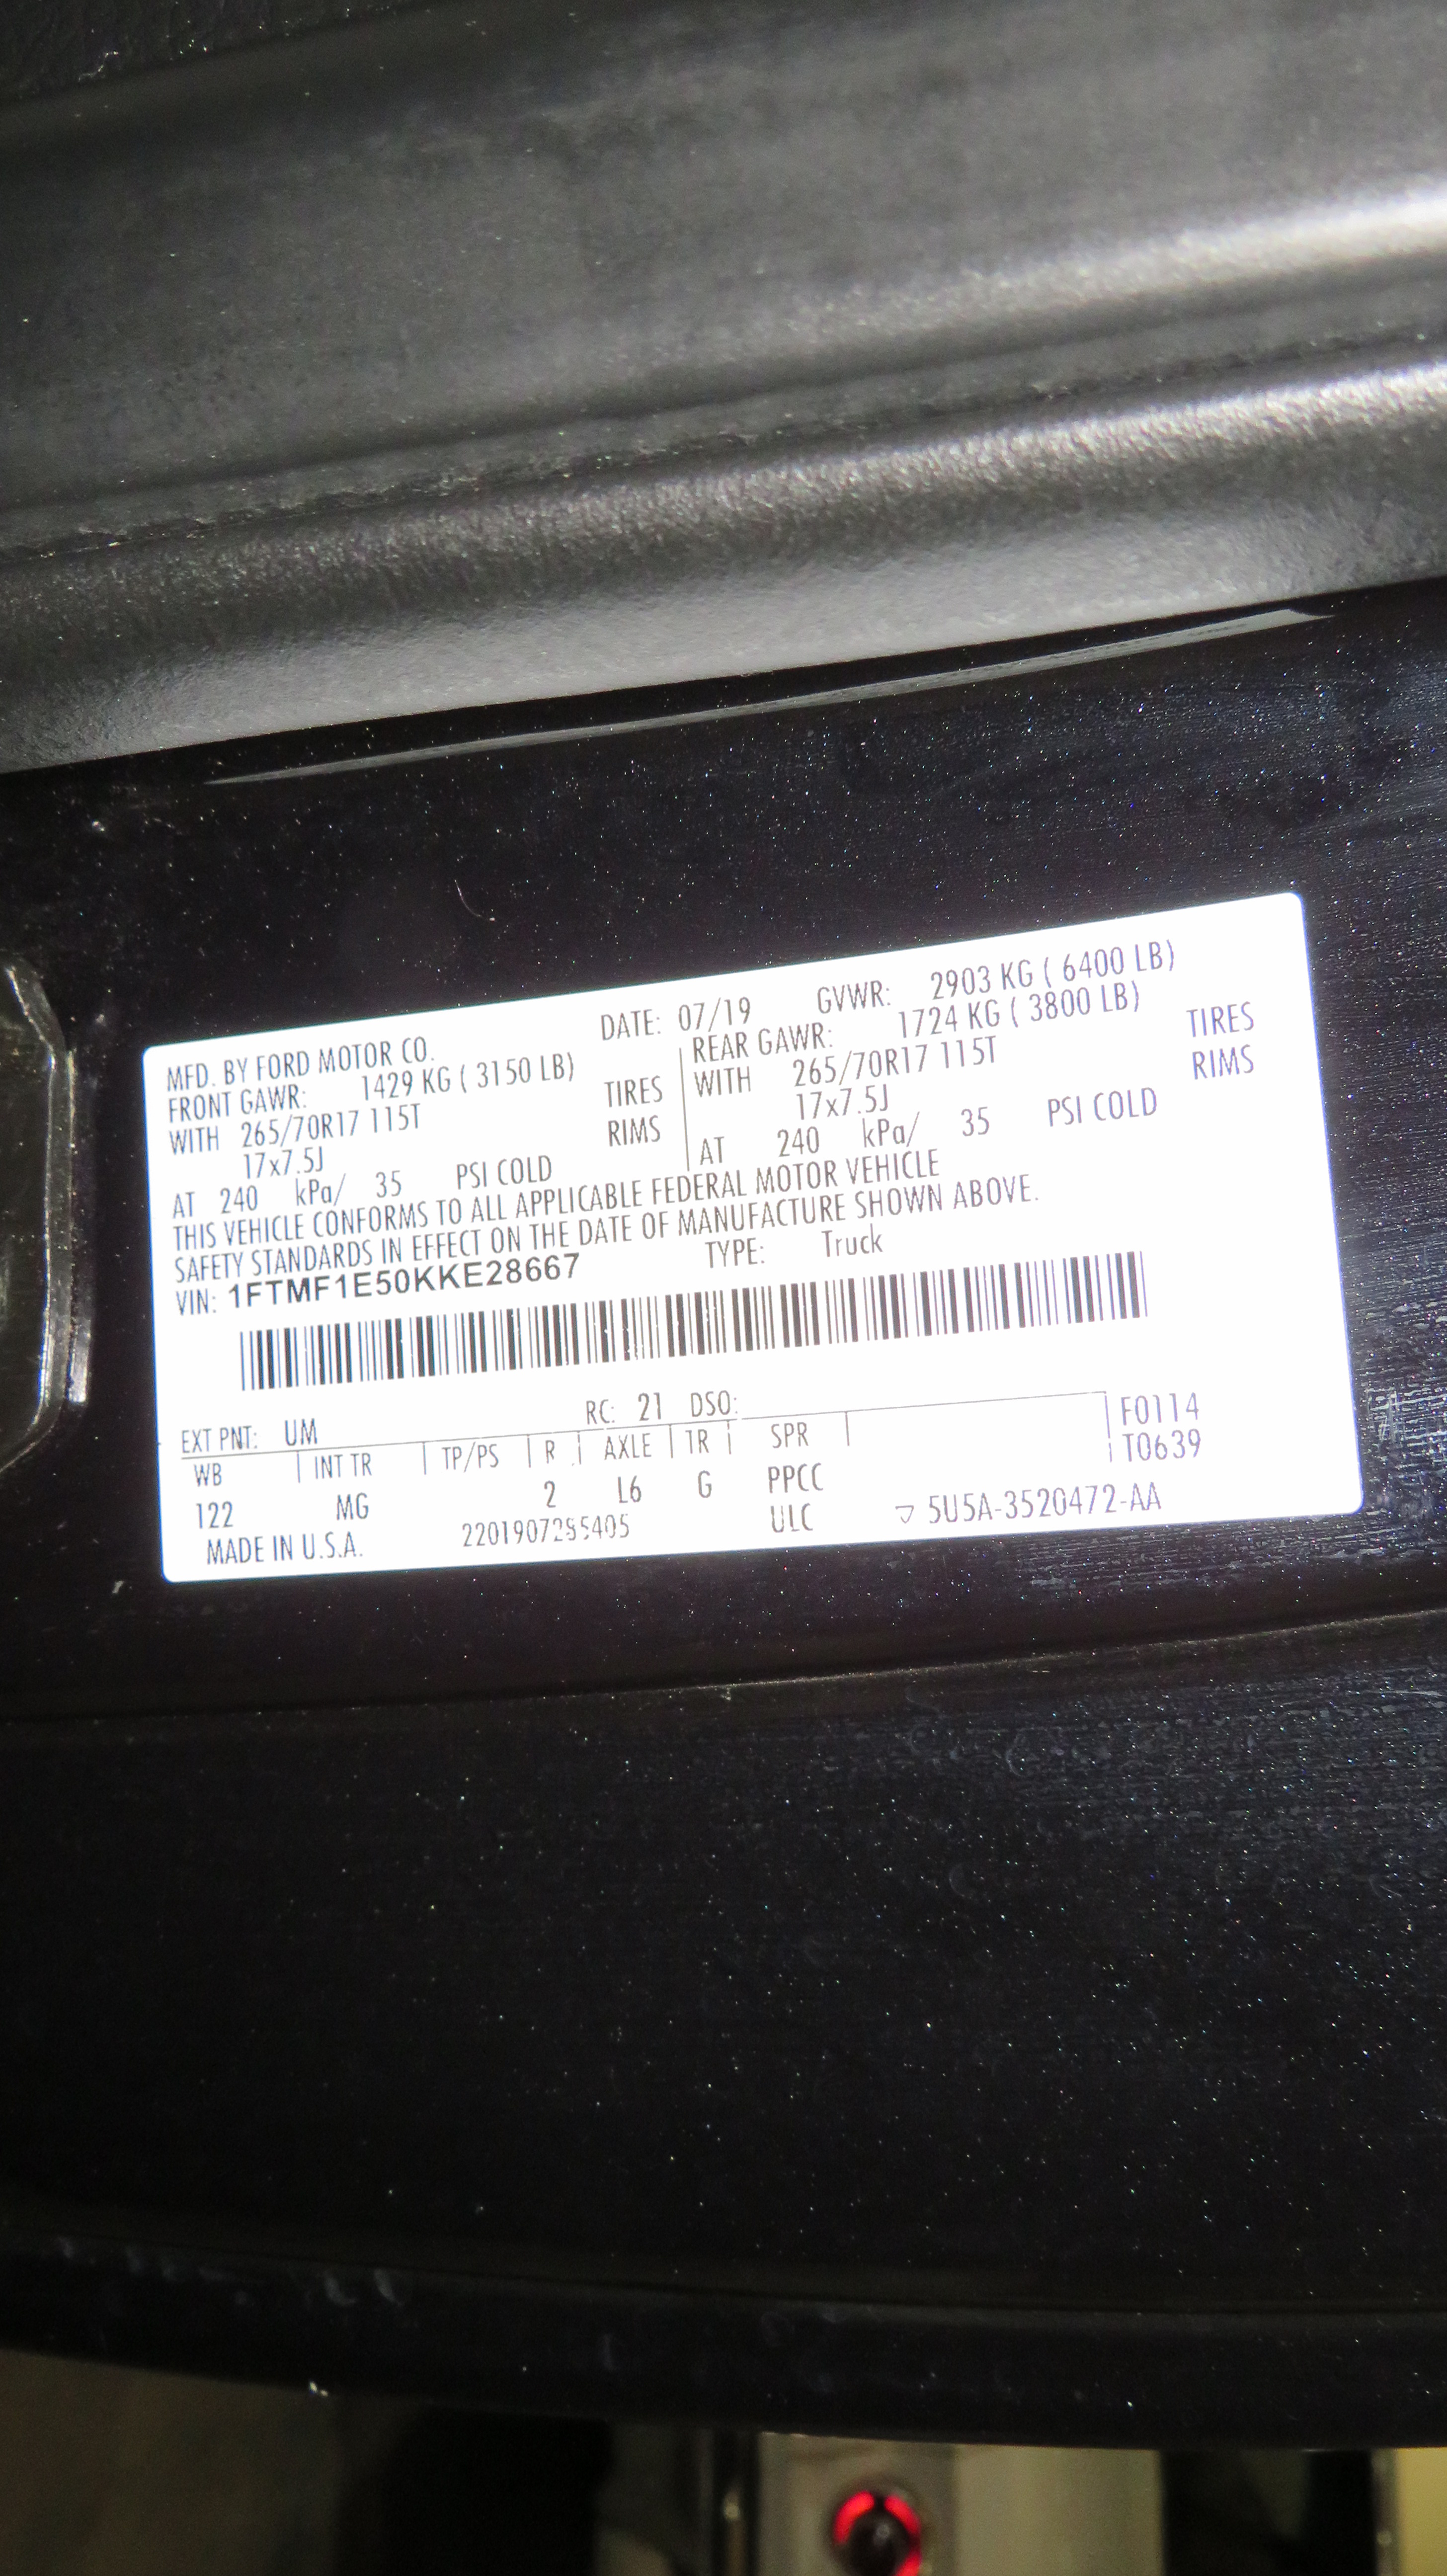 DATE: 07/19 GVWR: 2903 KG ( 6400 LB)
MFD. BY FORD MOTOR CO.
FRONT GAWR: 1429 KG ( 3150 LB)
WITH 265/70R17 115T TIRES
17x7.5J RIMS
AT 240 kPa/ 35 PSI COLD
REAR GAWR: 1724 KG ( 3800 LB)
WITH 265/70R17 115T TIRES
17x7.5J RIMS
AT 240 kPa/ 35 PSI COLD
THIS VEHICLE CONFORMS TO ALL APPLICABLE FEDERAL MOTOR VEHICLE
SAFETY STANDARDS IN EFFECT ON THE DATE OF MANUFACTURE SHOWN ABOVE.
VIN: 1FTMF1E50KKE28667 TYPE: Truck
EXT PNT: UM RC: 21 DSO:
WB INT TR TP/PS R AXLE TR SPR F0114
T0639
122 MG 2 L6 G PPCC
MADE IN U.S.A. ULC ▽ 5U5A-3520472-AA